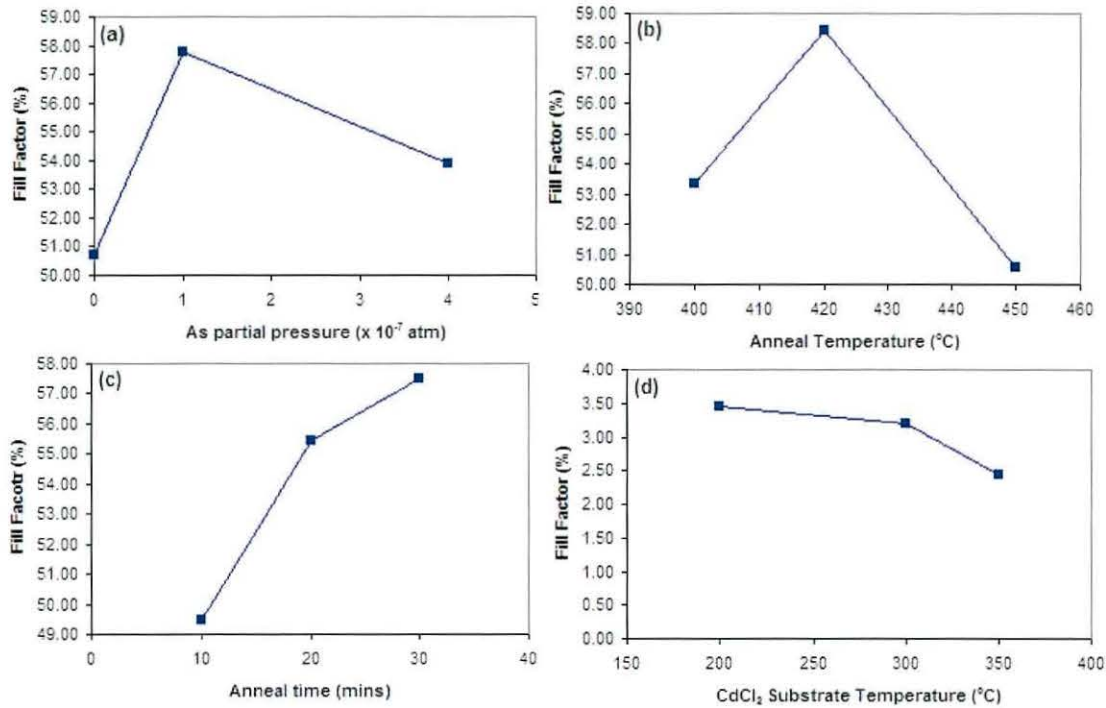 (a)
Fill Factor (%)
59.00
58.00
57.00
56.00
55.00
54.00
53.00
52.00
51.00
50.00
0 1 2 3 4 5
As partial pressure (x 10⁻⁷ atm)
(b)
Fill Factor (%)
59.00
58.00
57.00
56.00
55.00
54.00
53.00
52.00
51.00
50.00
390 400 410 420 430 440 450 460
Anneal Temperature (⁰C)
(c)
Fill Facotr (%)
58.00
57.00
56.00
55.00
54.00
53.00
52.00
51.00
50.00
49.00
0 10 20 30 40
Anneal time (mins)
(d)
Fill Factor (%)
4.00
3.50
3.00
2.50
2.00
1.50
1.00
0.50
0.00
150 200 250 300 350 400
CdCl₂ Substrate Temperature (⁰C)